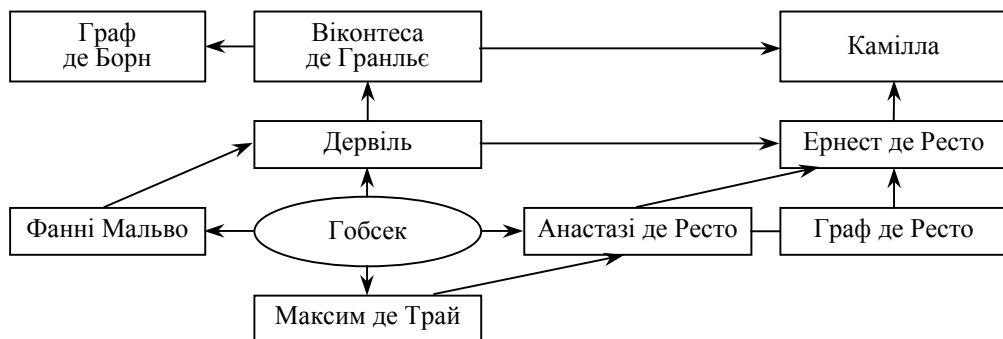 Граф
де Борн
Віконтеса
де Гранльє
Камілла
Дервіль
Ернест де Ресто
Фанні Мальво
Гобсек
Анастазі де Ресто
Граф де Ресто
Максим де Трай